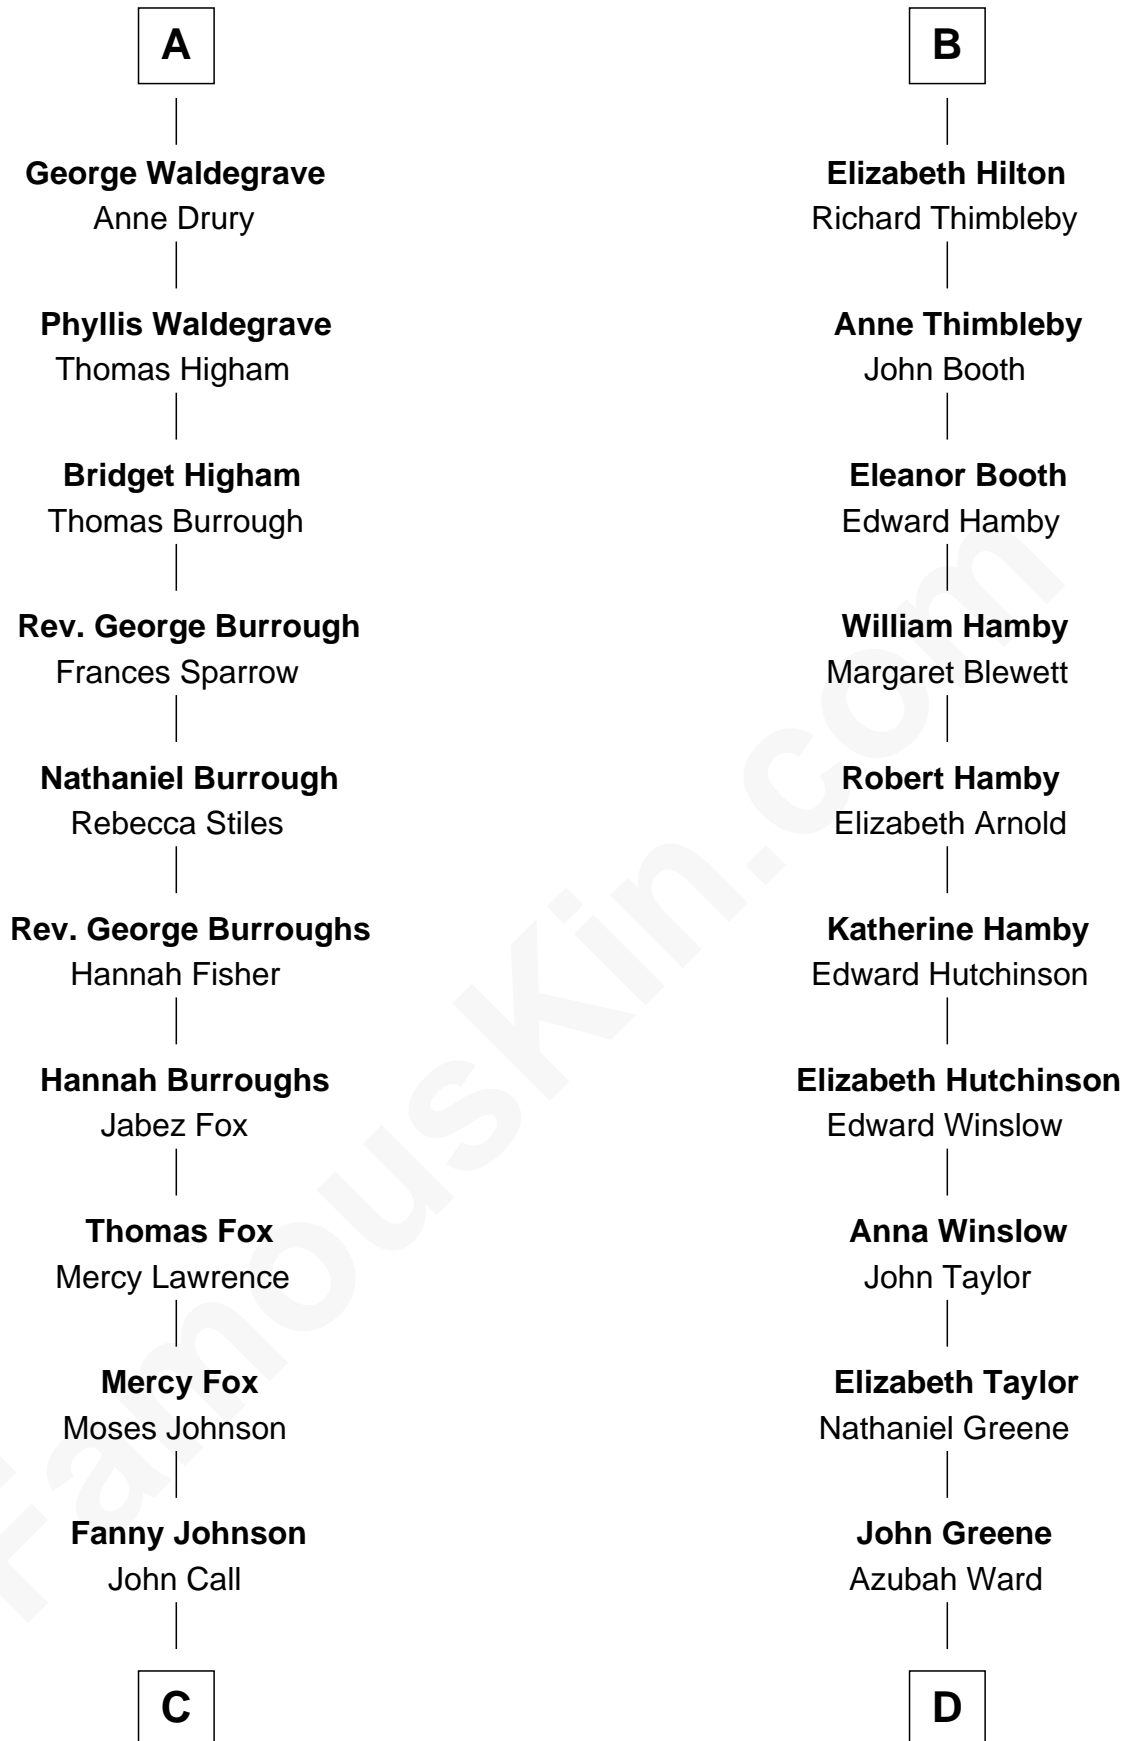 A
George Waldegrave
Anne Drury
Phyllis Waldegrave
Thomas Higham
Bridget Higham
Thomas Burrough
Rev. George Burrough
Frances Sparrow
Nathaniel Burrough
Rebecca Stiles
Rev. George Burroughs
Hannah Fisher
Hannah Burroughs
Jabez Fox
Thomas Fox
Mercy Lawrence
Mercy Fox
Moses Johnson
Fanny Johnson
John Call
C
B
Elizabeth Hilton
Richard Thimbleby
Anne Thimbleby
John Booth
Eleanor Booth
Edward Hamby
William Hamby
Margaret Blewett
Robert Hamby
Elizabeth Arnold
Katherine Hamby
Edward Hutchinson
Elizabeth Hutchinson
Edward Winslow
Anna Winslow
John Taylor
Elizabeth Taylor
Nathaniel Greene
John Greene
Azubah Ward
D
FamousKin.com